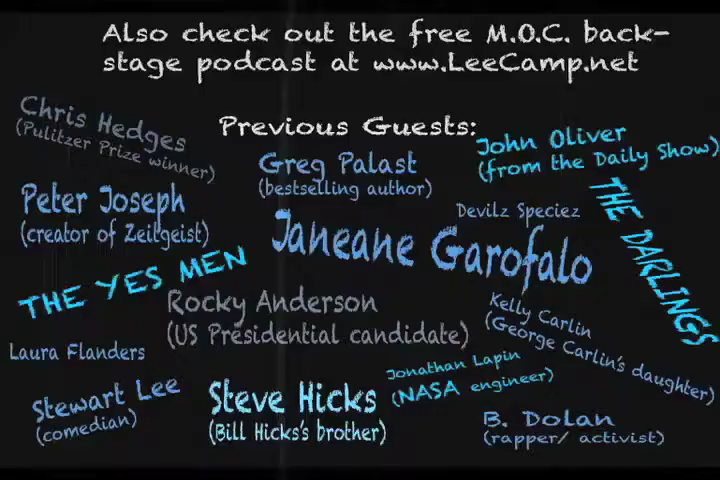 Also check out the free M.O.C. back-
stage podcast at www.LeeCamp.net
Previous Guests:
Chris Hedges
(Pulitzer Prize winner)
Greg Palast
(bestselling author)
John Oliver
(from the Daily Show)
Peter Joseph
(creator of Zeitgeist)
Devilz Speciez
Janeane Garofalo
THE DARLINGS
THE YES MEN
Rocky Anderson
(US Presidential candidate)
Kelly Carlin
(George Carlin's daughter)
Laura Flanders
Jonathan Lapin
(NASA engineer)
Stewart Lee
(comedian)
Steve Hicks
(Bill Hicks's brother)
B. Dolan
(rapper/ activist)